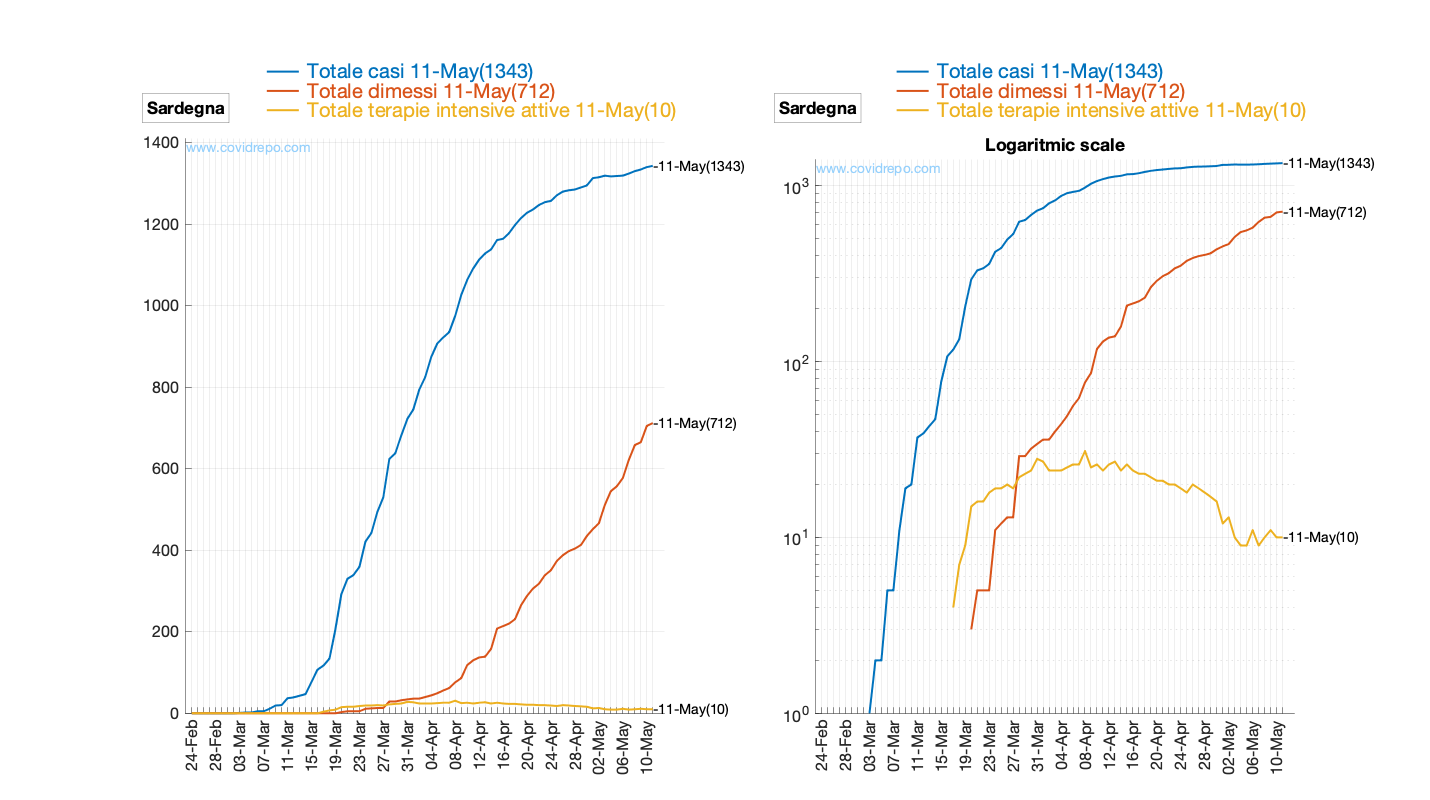 Totale casi 11-May(1343)
Totale dimessi 11-May(712)
Totale terapie intensive attive 11-May(10)
Sardegna
www.covidrepo.com
1400
1200
1000
800
600
400
200
0
-11-May(1343)
-11-May(712)
-11-May(10)
24-Feb
28-Feb
03-Mar
07-Mar
11-Mar
15-Mar
19-Mar
23-Mar
27-Mar
31-Mar
04-Apr
08-Apr
12-Apr
16-Apr
20-Apr
24-Apr
28-Apr
02-May
06-May
10-May
Totale casi 11-May(1343)
Totale dimessi 11-May(712)
Totale terapie intensive attive 11-May(10)
Sardegna
Logaritmic scale
www.covidrepo.com
10³
10²
10¹
10⁰
-11-May(1343)
-11-May(712)
-11-May(10)
24-Feb
28-Feb
03-Mar
07-Mar
11-Mar
15-Mar
19-Mar
23-Mar
27-Mar
31-Mar
04-Apr
08-Apr
12-Apr
16-Apr
20-Apr
24-Apr
28-Apr
02-May
06-May
10-May